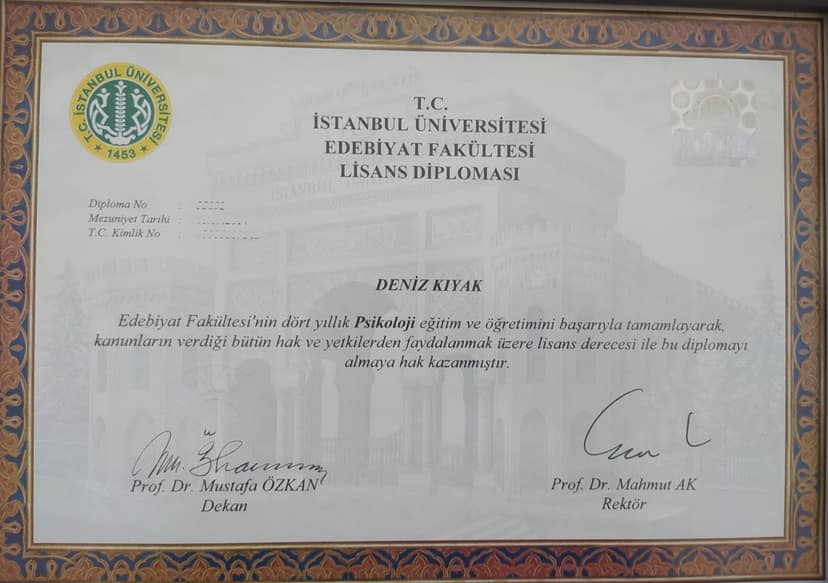 T.C. İSTANBUL ÜNİVERSİTESİ
★ 1453 ★
T.C.
İSTANBUL ÜNİVERSİTESİ
EDEBİYAT FAKÜLTESİ
LİSANS DİPLOMASI
Diploma No :
Mezuniyet Tarihi :
T.C. Kimlik No :
DENİZ KIYAK
Edebiyat Fakültesi'nin dört yıllık Psikoloji eğitim ve öğretimini başarıyla tamamlayarak,
kanunların verdiği bütün hak ve yetkilerden faydalanmak üzere lisans derecesi ile bu diplomayı
almaya hak kazanmıştır.
Prof. Dr. Mustafa ÖZKAN
Dekan
Prof. Dr. Mahmut AK
Rektör